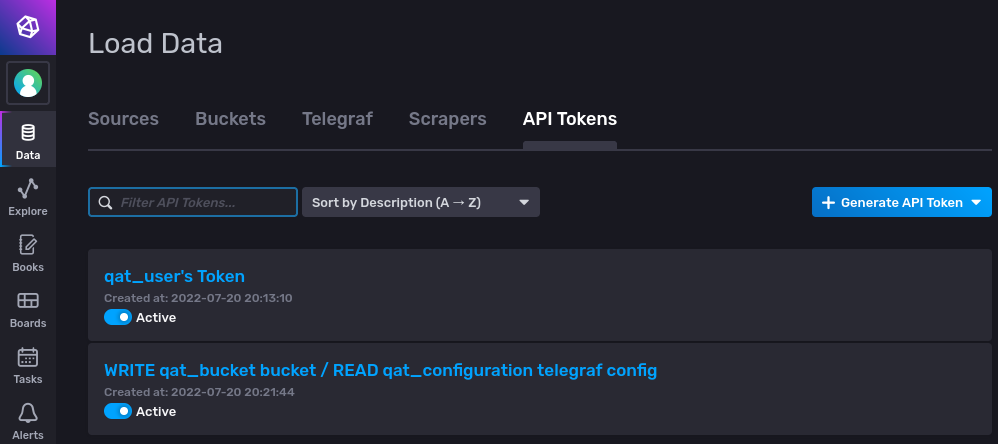 Load Data
Sources Buckets Telegraf Scrapers API Tokens
Data
Explore
Books
Boards
Tasks
Alerts
Filter API Tokens...
Sort by Description (A → Z)
Generate API Token
qat_user's Token
Created at: 2022-07-20 20:13:10
Active
WRITE qat_bucket bucket / READ qat_configuration telegraf config
Created at: 2022-07-20 20:21:44
Active